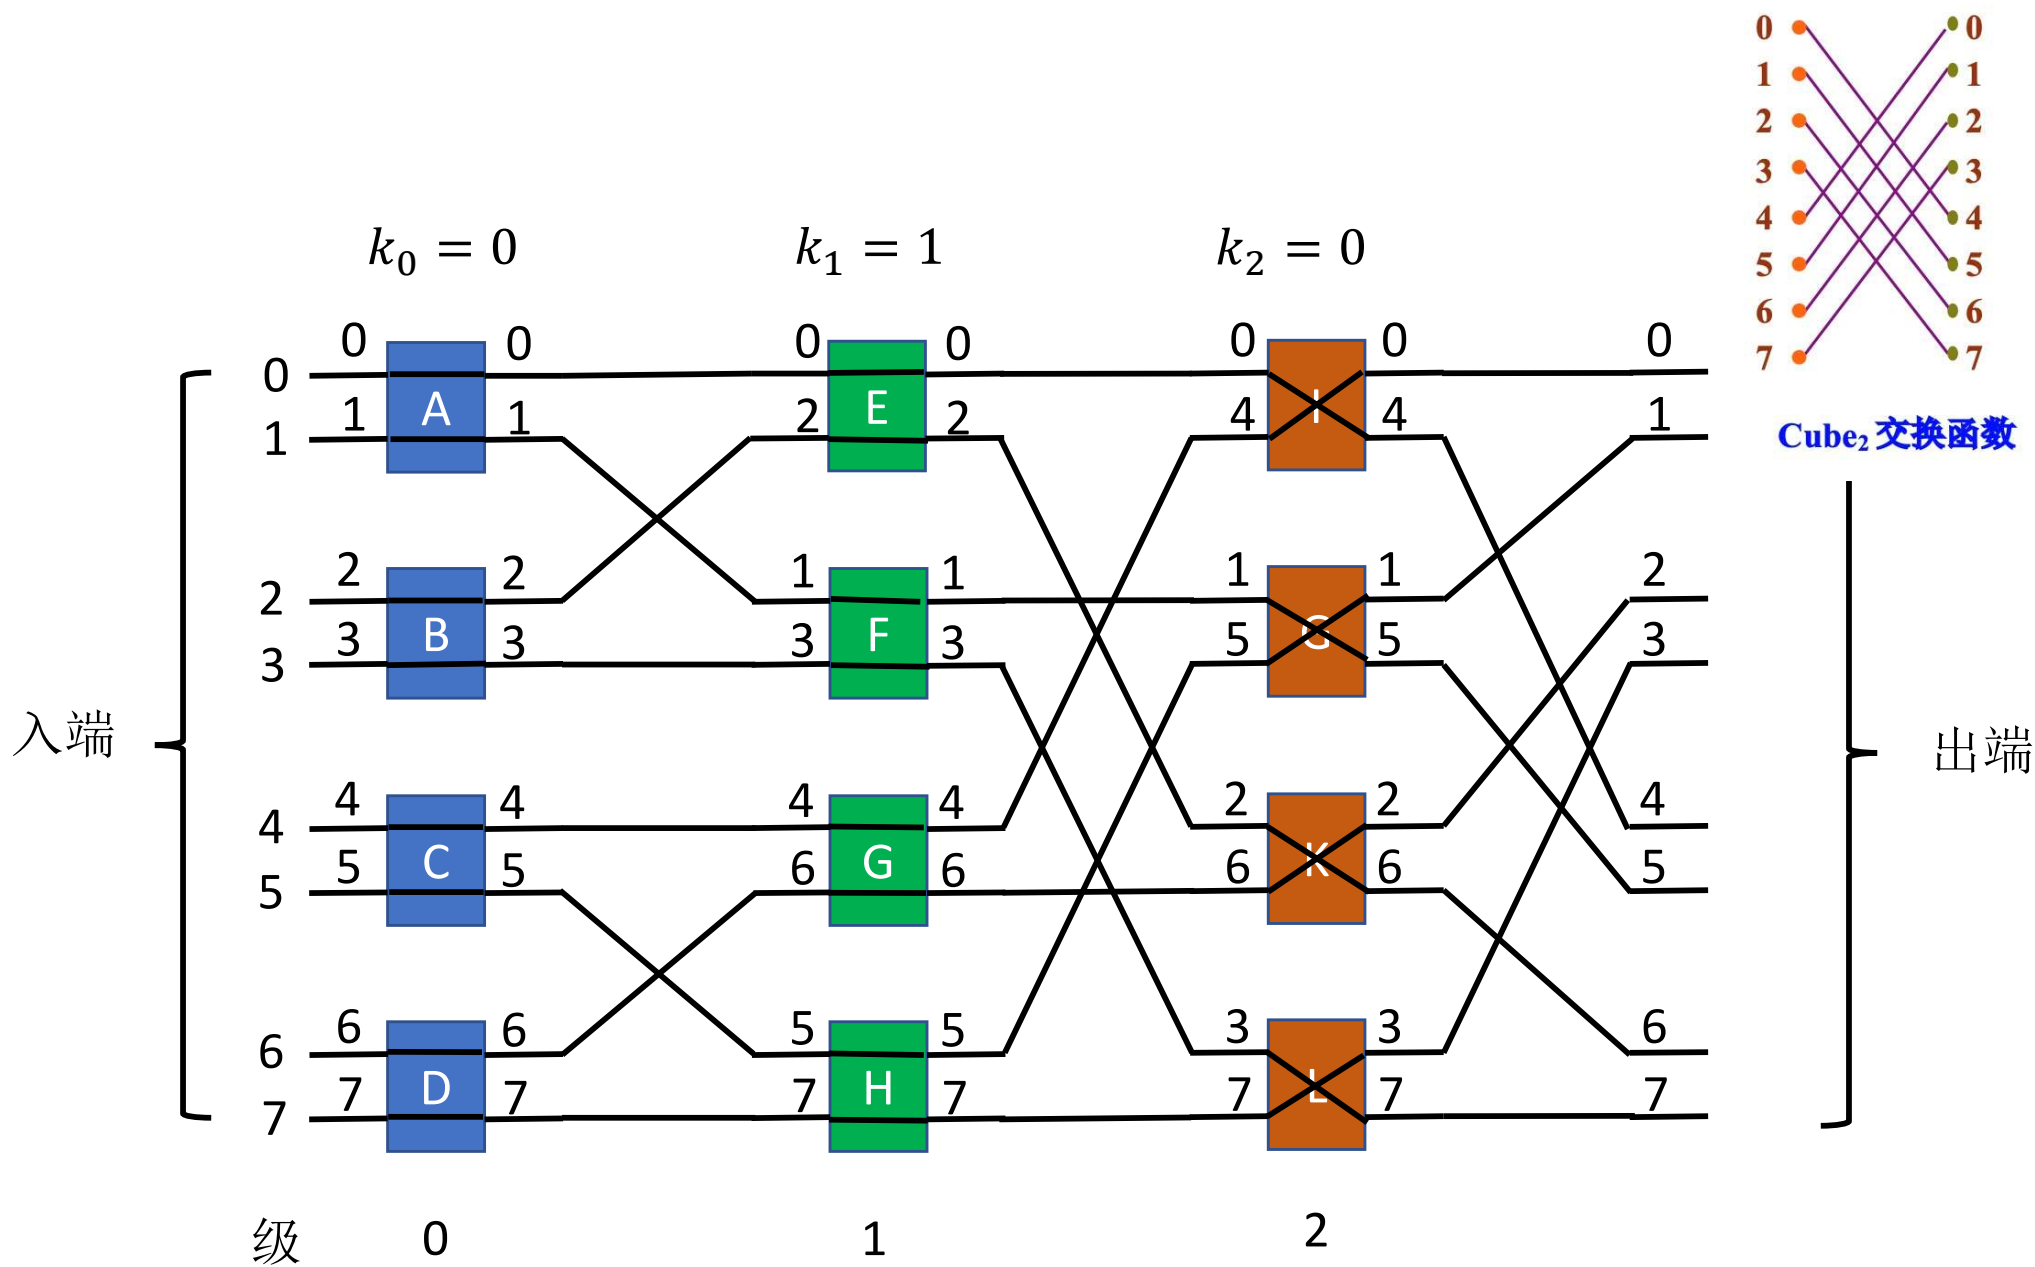 0 0
1 1
2 2
3 3
4 4
5 5
6 6
7 7
Cube₂ 交换函数
k₀ = 0 k₁ = 1 k₂ = 0
0 0 0 0 0 0 0 0
A E I
1 1 1 2 2 4 4 1
2 2 2 1 1 1 1 2
B F G
3 3 3 3 3 5 5 3
入端 出端
4 4 4 4 4 2 2 4
C G K
5 5 5 6 6 6 6 5
6 6 6 5 5 3 3 6
D H L
7 7 7 7 7 7 7 7
级 0 1 2